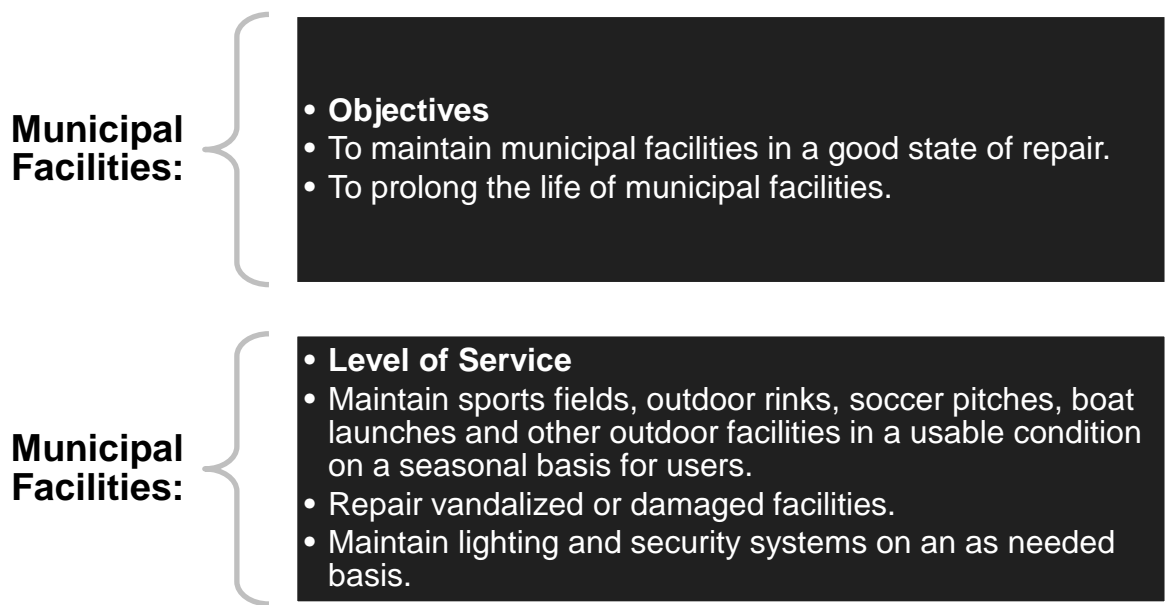 Municipal
Facilities:
• Objectives
• To maintain municipal facilities in a good state of repair.
• To prolong the life of municipal facilities.
Municipal
Facilities:
• Level of Service
• Maintain sports fields, outdoor rinks, soccer pitches, boat
launches and other outdoor facilities in a usable condition
on a seasonal basis for users.
• Repair vandalized or damaged facilities.
• Maintain lighting and security systems on an as needed
basis.